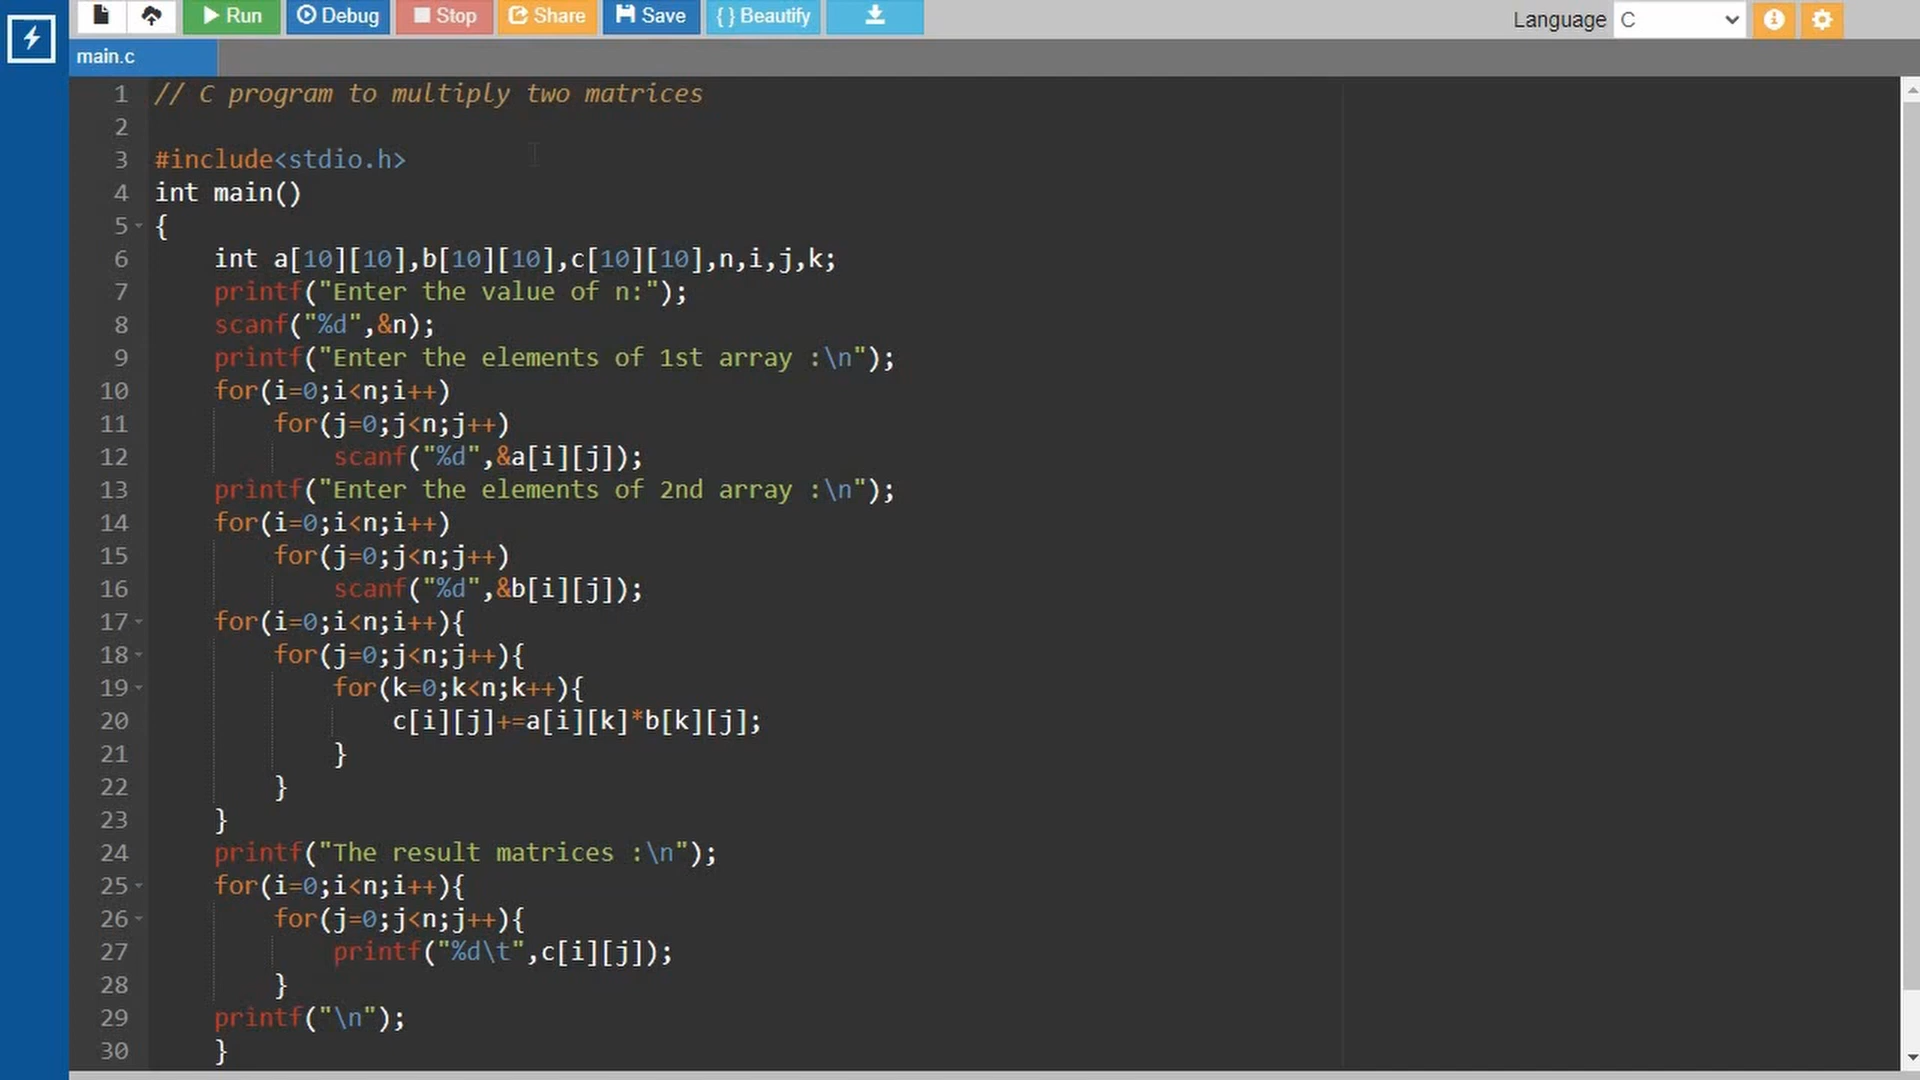 Run Debug Stop Share Save { } Beautify Language C
main.c
1 // C program to multiply two matrices
2
3 #include<stdio.h>
4 int main()
5 {
6     int a[10][10],b[10][10],c[10][10],n,i,j,k;
7     printf("Enter the value of n:");
8     scanf("%d",&n);
9     printf("Enter the elements of 1st array :\n");
10     for(i=0;i<n;i++)
11         for(j=0;j<n;j++)
12             scanf("%d",&a[i][j]);
13     printf("Enter the elements of 2nd array :\n");
14     for(i=0;i<n;i++)
15         for(j=0;j<n;j++)
16             scanf("%d",&b[i][j]);
17     for(i=0;i<n;i++){
18         for(j=0;j<n;j++){
19             for(k=0;k<n;k++){
20                 c[i][j]+=a[i][k]*b[k][j];
21             }
22         }
23     }
24     printf("The result matrices :\n");
25     for(i=0;i<n;i++){
26         for(j=0;j<n;j++){
27             printf("%d\t",c[i][j]);
28         }
29     printf("\n");
30     }